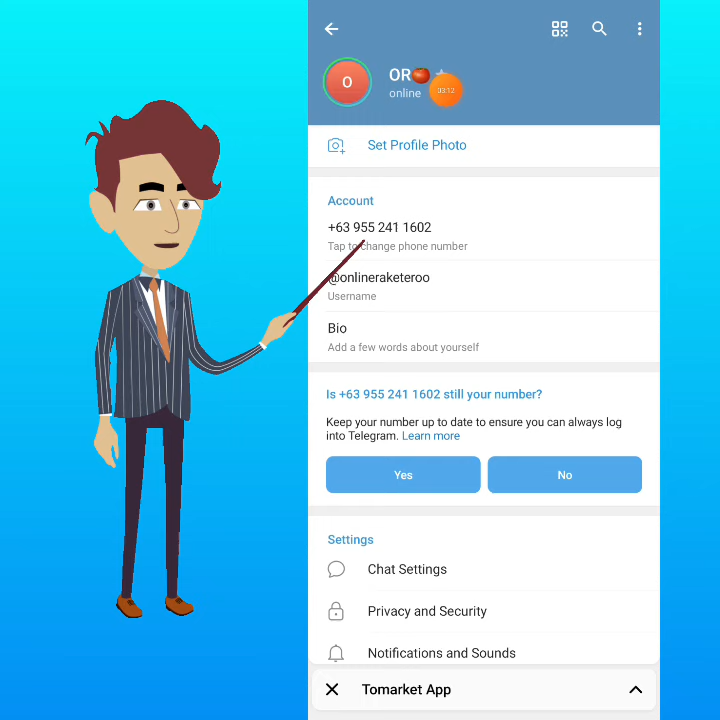 OR
online
03:12
O
Set Profile Photo
Account
+63 955 241 1602
Tap to change phone number
@onlineraketeroo
Username
Bio
Add a few words about yourself
Is +63 955 241 1602 still your number?
Keep your number up to date to ensure you can always log
into Telegram. Learn more
Yes No
Settings
Chat Settings
Privacy and Security
Notifications and Sounds
Tomarket App